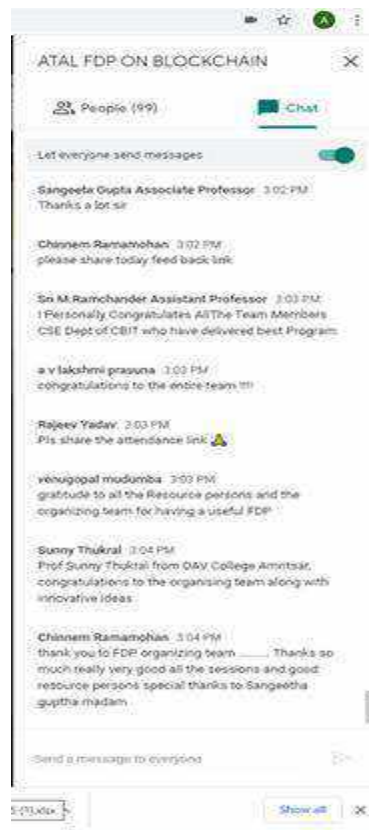 A
ATAL FDP ON BLOCKCHAIN
People (99)
Chat
Let everyone send messages
Sangeeta Gupta Associate Professor 3:02 PM
Thanks a lot sir
Chinnem Ramamohan 3:02 PM
please share today feed back link
Sri M.Ramchander Assistant Professor 3:03 PM
I Personally Congratulates AllThe Team Members
CSE Dept of CBIT who have delivered best Program
a v lakshmi prasuna 3:03 PM
congratulations to the entire team !!!!
Rajeev Yadav 3:03 PM
Pls share the attendance link 🙏
venugopal mudumba 3:03 PM
gratitude to all the Resource persons and the
organizing team for having a useful FDP
Sunny Thukral 3:04 PM
Prof Sunny Thukral from DAV College Amritsar,
congratulations to the organising team along with
innovative ideas
Chinnem Ramamohan 3:04 PM
thank you to FDP organizing team ........ Thanks so
much really very good all the sessions and good
resource persons special thanks to Sangeetha
guptha madam
Send a message to everyone
Show all